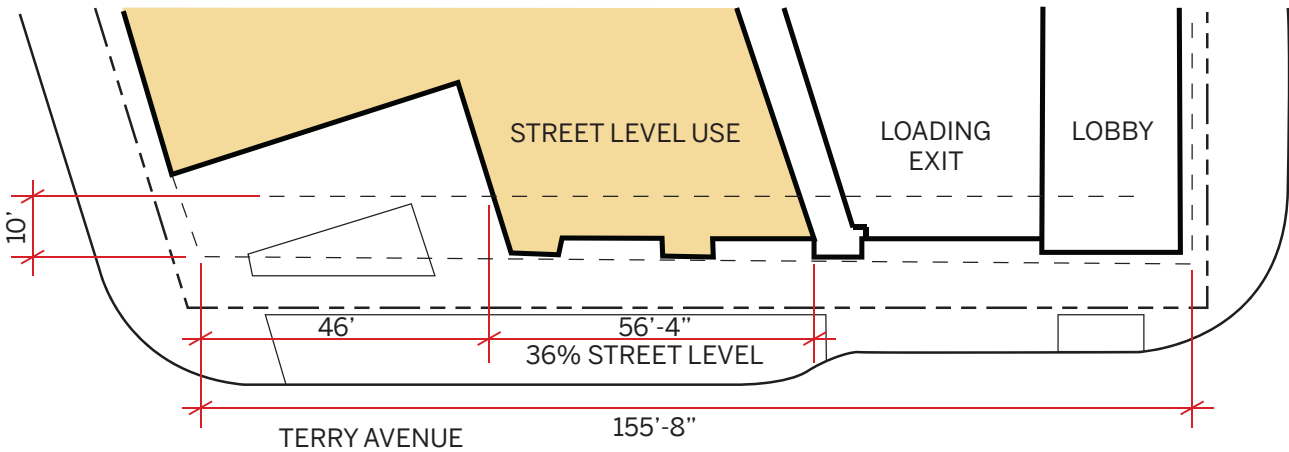 STREET LEVEL USE
LOADING
EXIT
LOBBY
10’
46’
56’-4”
36% STREET LEVEL
155’-8”
TERRY AVENUE